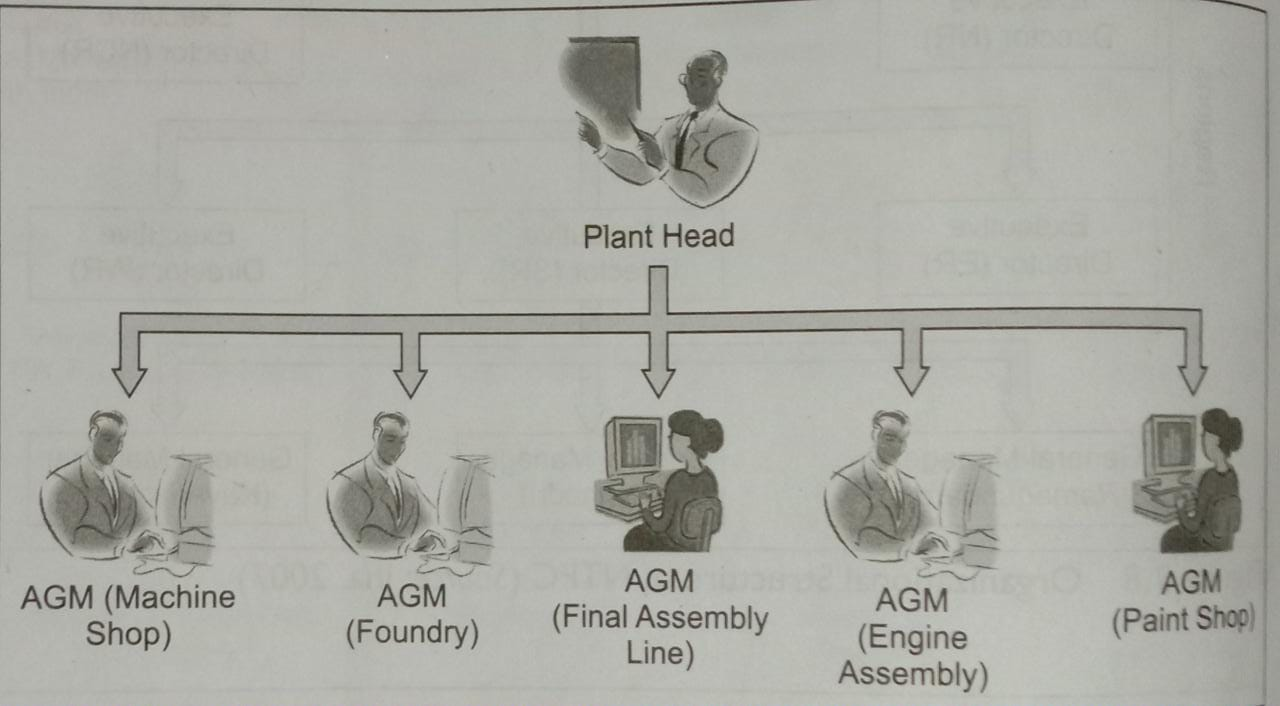 Plant Head
AGM (Machine
Shop)
AGM
(Foundry)
AGM
(Final Assembly
Line)
AGM
(Engine
Assembly)
AGM
(Paint Shop)